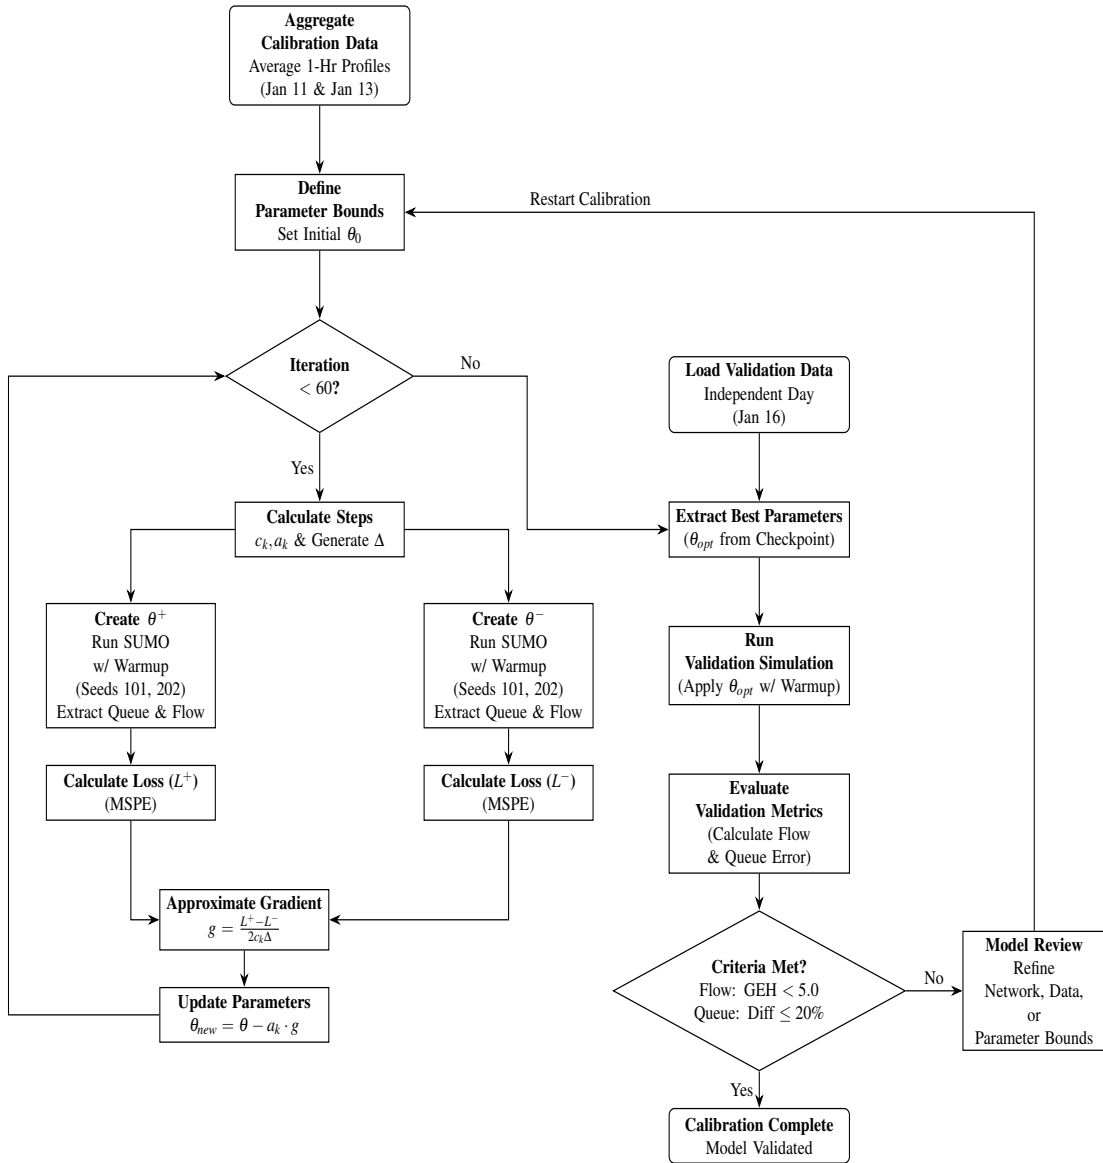 Aggregate
Calibration Data
Average 1-Hr Profiles
(Jan 11 & Jan 13)
Define
Parameter Bounds
Set Initial θ₀
Restart Calibration
Iteration
< 60?
No
Yes
Load Validation Data
Independent Day
(Jan 16)
Calculate Steps
cₖ, aₖ & Generate Δ
Extract Best Parameters
(θ_opt from Checkpoint)
Create θ⁺
Run SUMO
w/ Warmup
(Seeds 101, 202)
Extract Queue & Flow
Create θ⁻
Run SUMO
w/ Warmup
(Seeds 101, 202)
Extract Queue & Flow
Run
Validation Simulation
(Apply θ_opt w/ Warmup)
Calculate Loss (L⁺)
(MSPE)
Calculate Loss (L⁻)
(MSPE)
Evaluate
Validation Metrics
(Calculate Flow
& Queue Error)
Approximate Gradient
g = (L⁺−L⁻)/(2cₖΔ)
Update Parameters
θ_new = θ − aₖ · g
Criteria Met?
Flow: GEH < 5.0
Queue: Diff ≤ 20%
No
Model Review
Refine
Network, Data,
or
Parameter Bounds
Yes
Calibration Complete
Model Validated